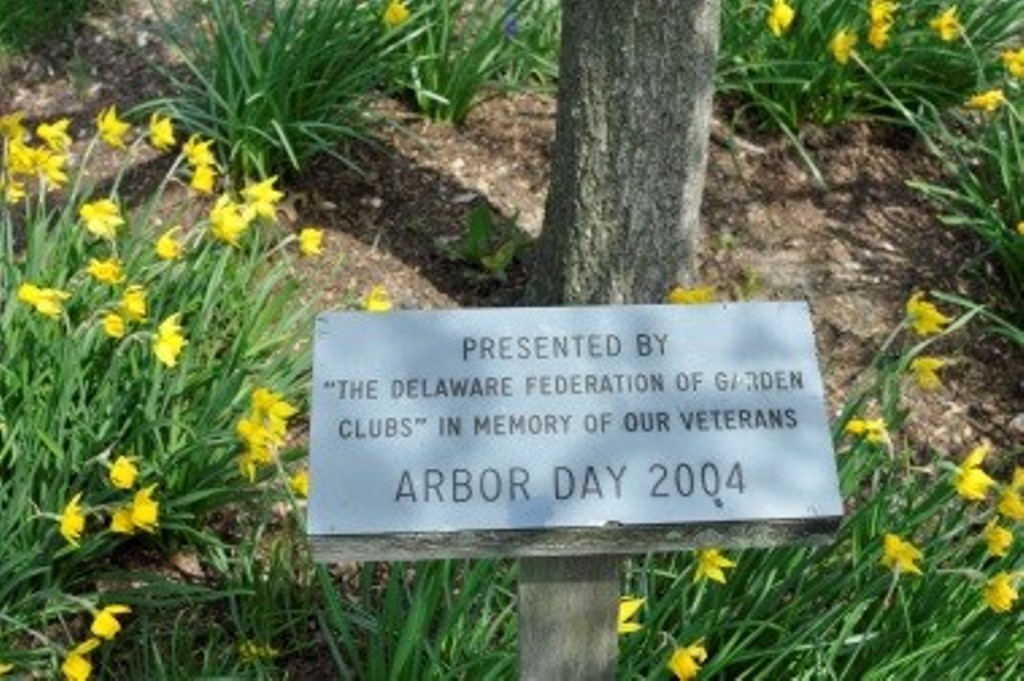 PRESENTED BY
"THE DELAWARE FEDERATION OF GARDEN
CLUBS" IN MEMORY OF OUR VETERANS
ARBOR DAY 2004